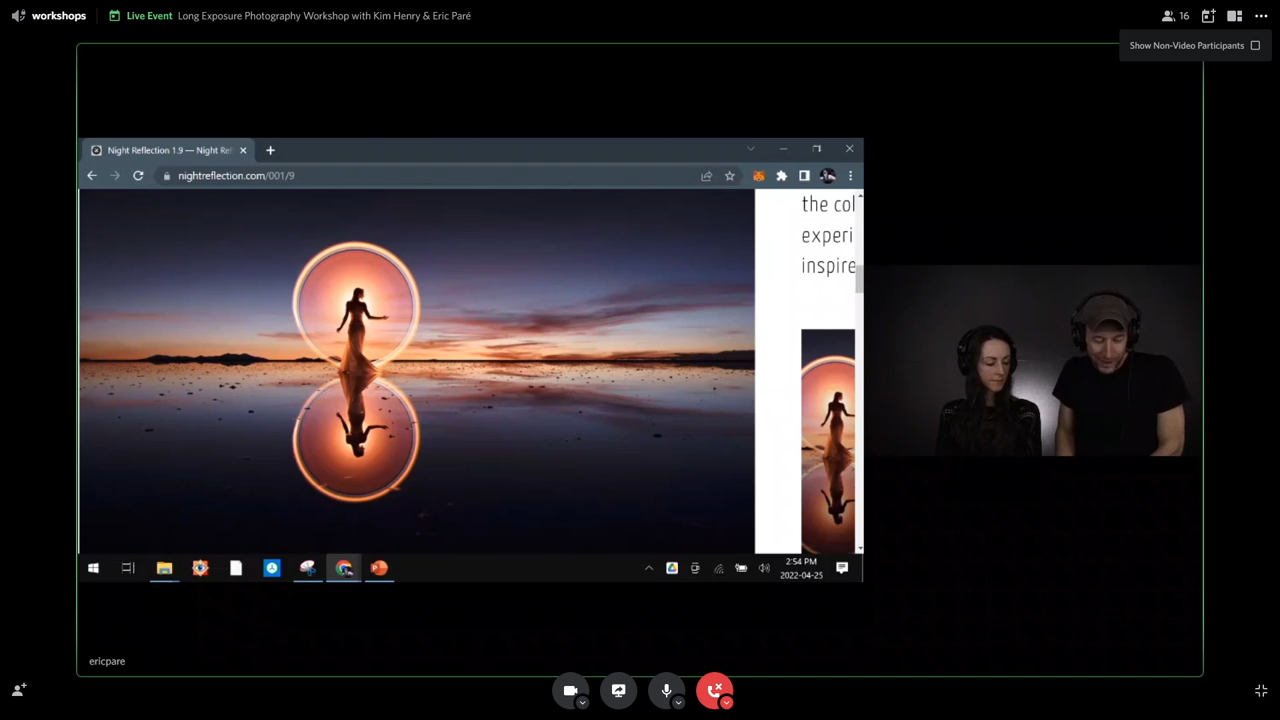 workshops
Live Event Long Exposure Photography Workshop with Kim Henry & Eric Paré
16
Show Non-Video Participants
Night Reflection 1.9 — Night Ref
nightreflection.com/001/9
the col
experi
inspire
2:54 PM
2022-04-25
ericpare